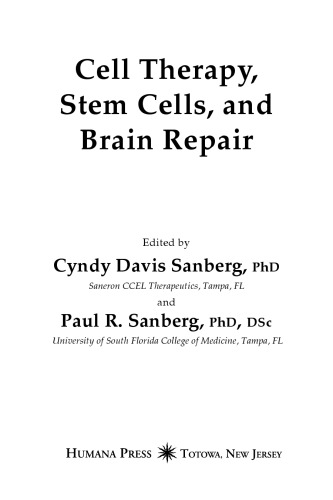 Cell Therapy,
Stem Cells, and
Brain Repair
Edited by
Cyndy Davis Sanberg, PhD
Saneron CCEL Therapeutics, Tampa, FL
and
Paul R. Sanberg, PhD, DSc
University of South Florida College of Medicine, Tampa, FL
Humana Press Totowa, New Jersey